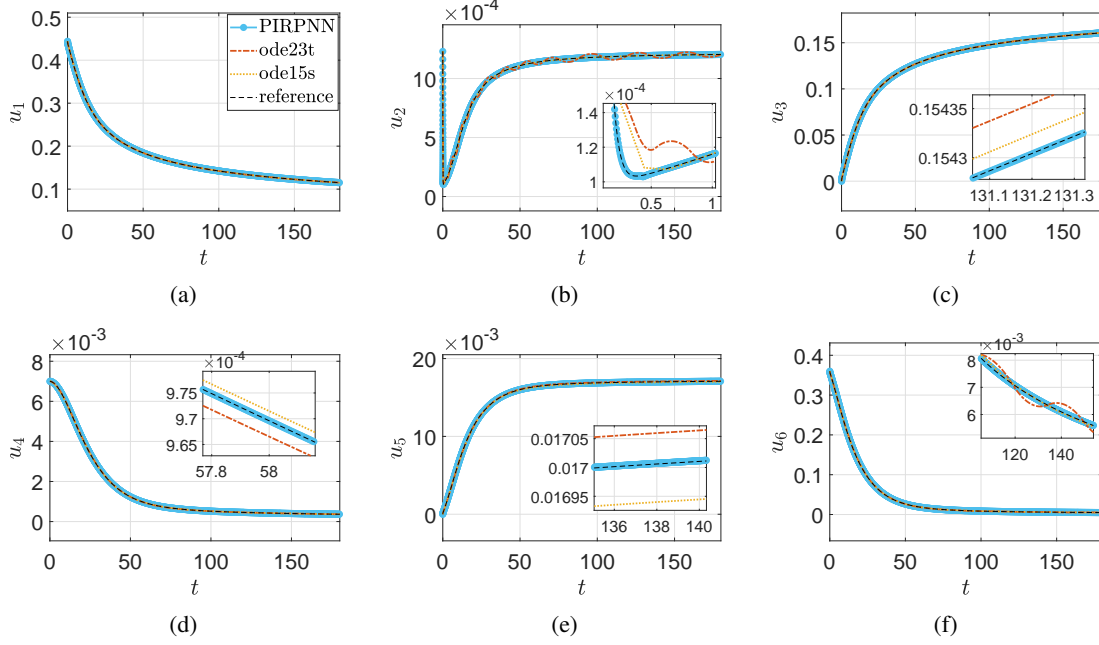 0.5
0.4
0.3
0.2
0.1
u1
0 50 100 150
t
PIRPNN
ode23t
ode15s
reference
(a)
×10-4
10
5
0
u2
0 50 100 150
t
×10-4
1.4
1.2
1
0.5 1
(b)
0.15
0.1
0.05
0
u3
0 50 100 150
t
0.15435
0.1543
131.1 131.2 131.3
(c)
×10-3
8
6
4
2
0
u4
0 50 100 150
t
×10-4
9.75
9.7
9.65
57.8 58
(d)
×10-3
20
10
0
u5
0 50 100 150
t
0.01705
0.017
0.01695
136 138 140
(e)
0.4
0.3
0.2
0.1
0
u6
0 50 100 150
t
×10-3
8
7
6
120 140
(f)